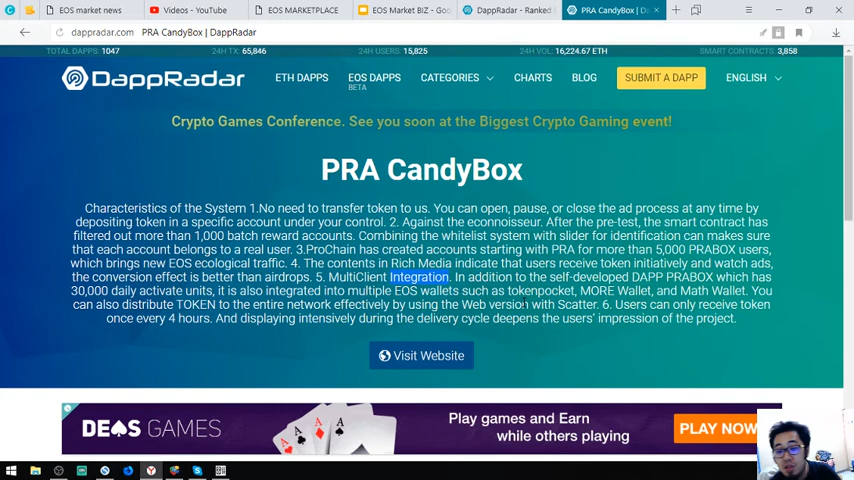 EOS market news
Videos - YouTube
EOS MARKETPLACE
EOS Market BIZ - Goo
DappRadar - Ranked
PRA CandyBox | D
dappradar.com
PRA CandyBox | DappRadar
TOTAL DAPPS: 1047
24H TX: 65,846
24H USERS: 15,825
24H VOL: 16,224.67 ETH
SMART CONTRACTS: 3,858
DappRadar
ETH DAPPS
EOS DAPPS
BETA
CATEGORIES
CHARTS
BLOG
SUBMIT A DAPP
ENGLISH
Crypto Games Conference. See you soon at the Biggest Crypto Gaming event!
PRA CandyBox
Characteristics of the System 1.No need to transfer token to us. You can open, pause, or close the ad process at any time by
depositing token in a specific account under your control. 2. Against the econnoisseur. After the pre-test, the smart contract has
filtered out more than 1,000 batch reward accounts. Combining the whitelist system with slider for identification can makes sure
that each account belongs to a real user. 3.ProChain has created accounts starting with PRA for more than 5,000 PRABOX users,
which brings new EOS ecological traffic. 4. The contents in Rich Media indicate that users receive token initiatively and watch ads,
the conversion effect is better than airdrops. 5. MultiClient Integration. In addition to the self-developed DAPP PRABOX which has
30,000 daily activate units, it is also integrated into multiple EOS wallets such as tokenpocket, MORE Wallet, and Math Wallet. You
can also distribute TOKEN to the entire network effectively by using the Web version with Scatter. 6. Users can only receive token
once every 4 hours. And displaying intensively during the delivery cycle deepens the users' impression of the project.
Visit Website
DEOS GAMES
Play games and Earn
while others playing
PLAY NOW